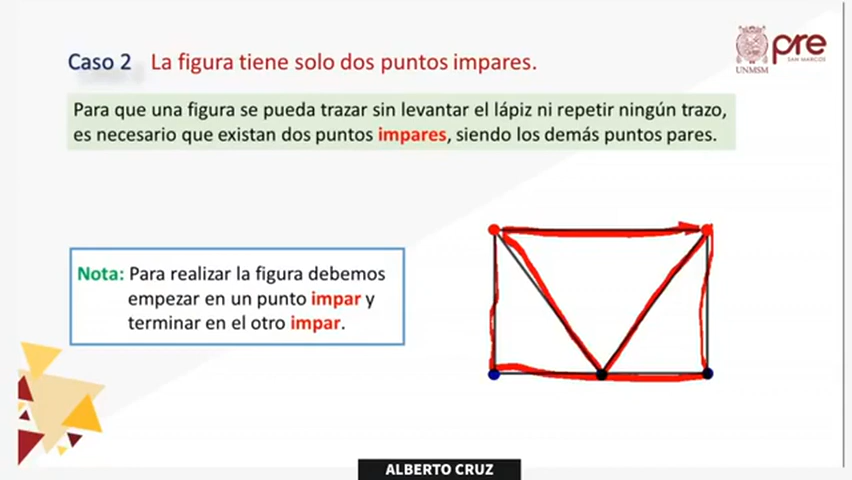 Caso 2 La figura tiene solo dos puntos impares.
UNMSM
pre
SAN MARCOS
Para que una figura se pueda trazar sin levantar el lápiz ni repetir ningún trazo,
es necesario que existan dos puntos impares, siendo los demás puntos pares.
Nota: Para realizar la figura debemos
empezar en un punto impar y
terminar en el otro impar.
ALBERTO CRUZ